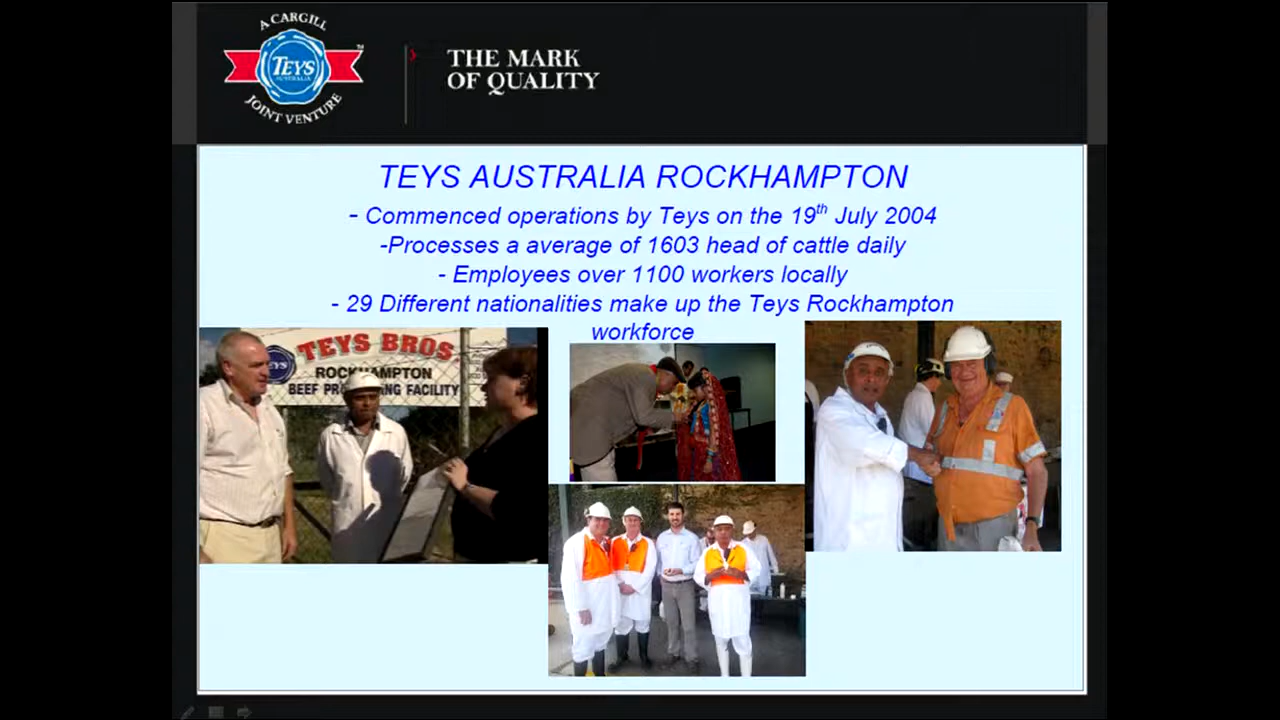 A CARGILL
TEYS
AUSTRALIA
JOINT VENTURE
THE MARK
OF QUALITY
TEYS AUSTRALIA ROCKHAMPTON
- Commenced operations by Teys on the 19th July 2004
-Processes a average of 1603 head of cattle daily
- Employees over 1100 workers locally
- 29 Different nationalities make up the Teys Rockhampton
workforce
TEYS BROS.
TEYS
ROCKHAMPTON
BEEF PROCESSING FACILITY